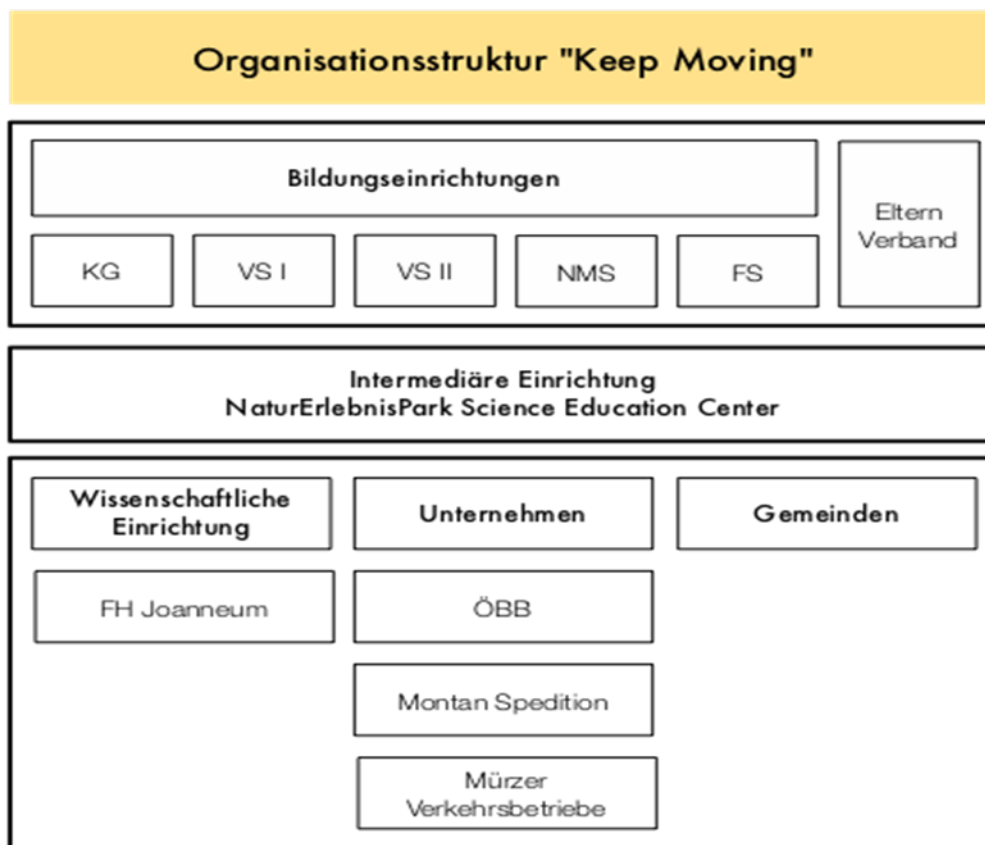 Organisationsstruktur "Keep Moving"
Bildungseinrichtungen
Eltern
Verband
KG
VS I
VS II
NMS
FS
Intermediäre Einrichtung
NaturErlebnisPark Science Education Center
Wissenschaftliche
Einrichtung
Unternehmen
Gemeinden
FH Joanneum
ÖBB
Montan Spedition
Mürzer
Verkehrsbetriebe